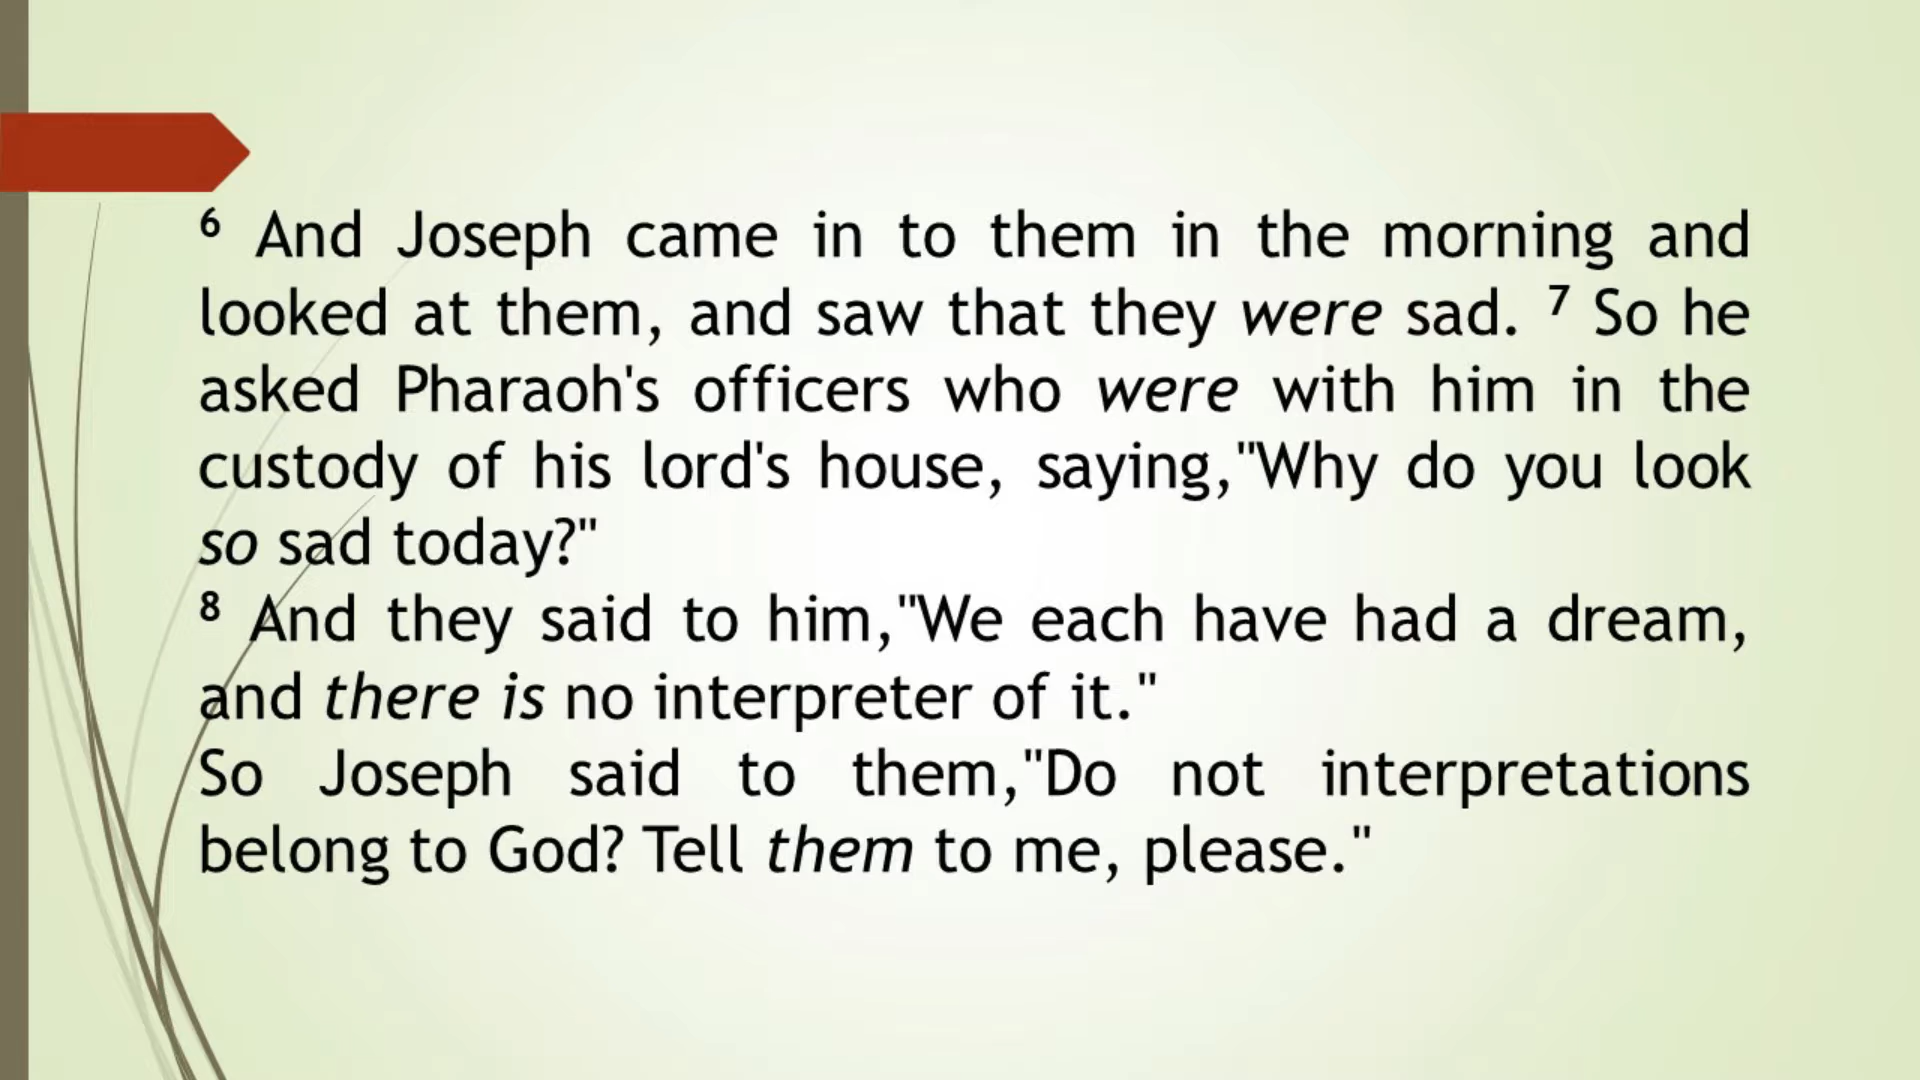 ⁶ And Joseph came in to them in the morning and
looked at them, and saw that they were sad. ⁷ So he
asked Pharaoh's officers who were with him in the
custody of his lord's house, saying,"Why do you look
so sad today?"
⁸ And they said to him,"We each have had a dream,
and there is no interpreter of it."
So Joseph said to them,"Do not interpretations
belong to God? Tell them to me, please."